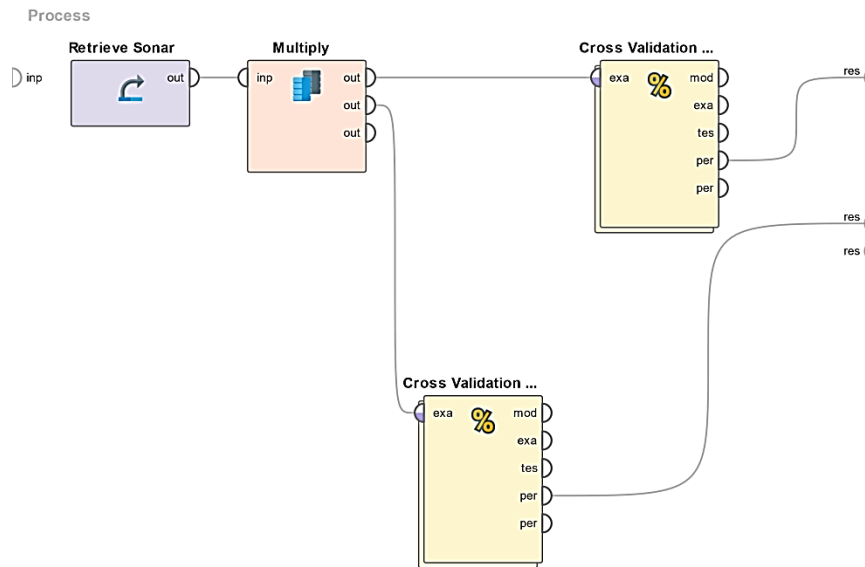 Process
Retrieve Sonar
Multiply
Cross Validation ...
inp
out
inp
out
out
out
exa
mod
exa
tes
per
per
res
res
res
Cross Validation ...
exa
mod
exa
tes
per
per